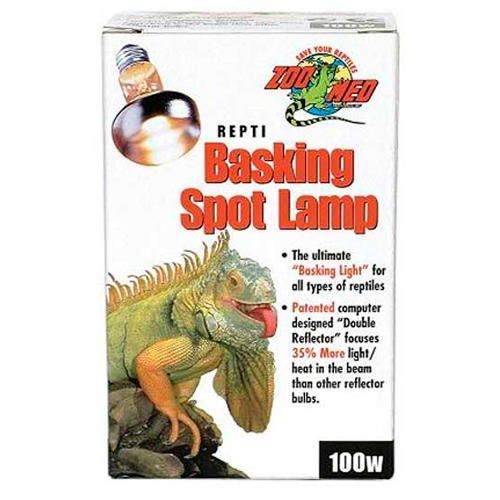 SAVE YOUR REPTILES
ZOO MED
REPTI
Basking
Spot Lamp
• The ultimate
"Basking Light" for
all types of reptiles
• Patented computer
designed "Double
Reflector" focuses
35% More light/
heat in the beam
than other reflector
bulbs.
100w